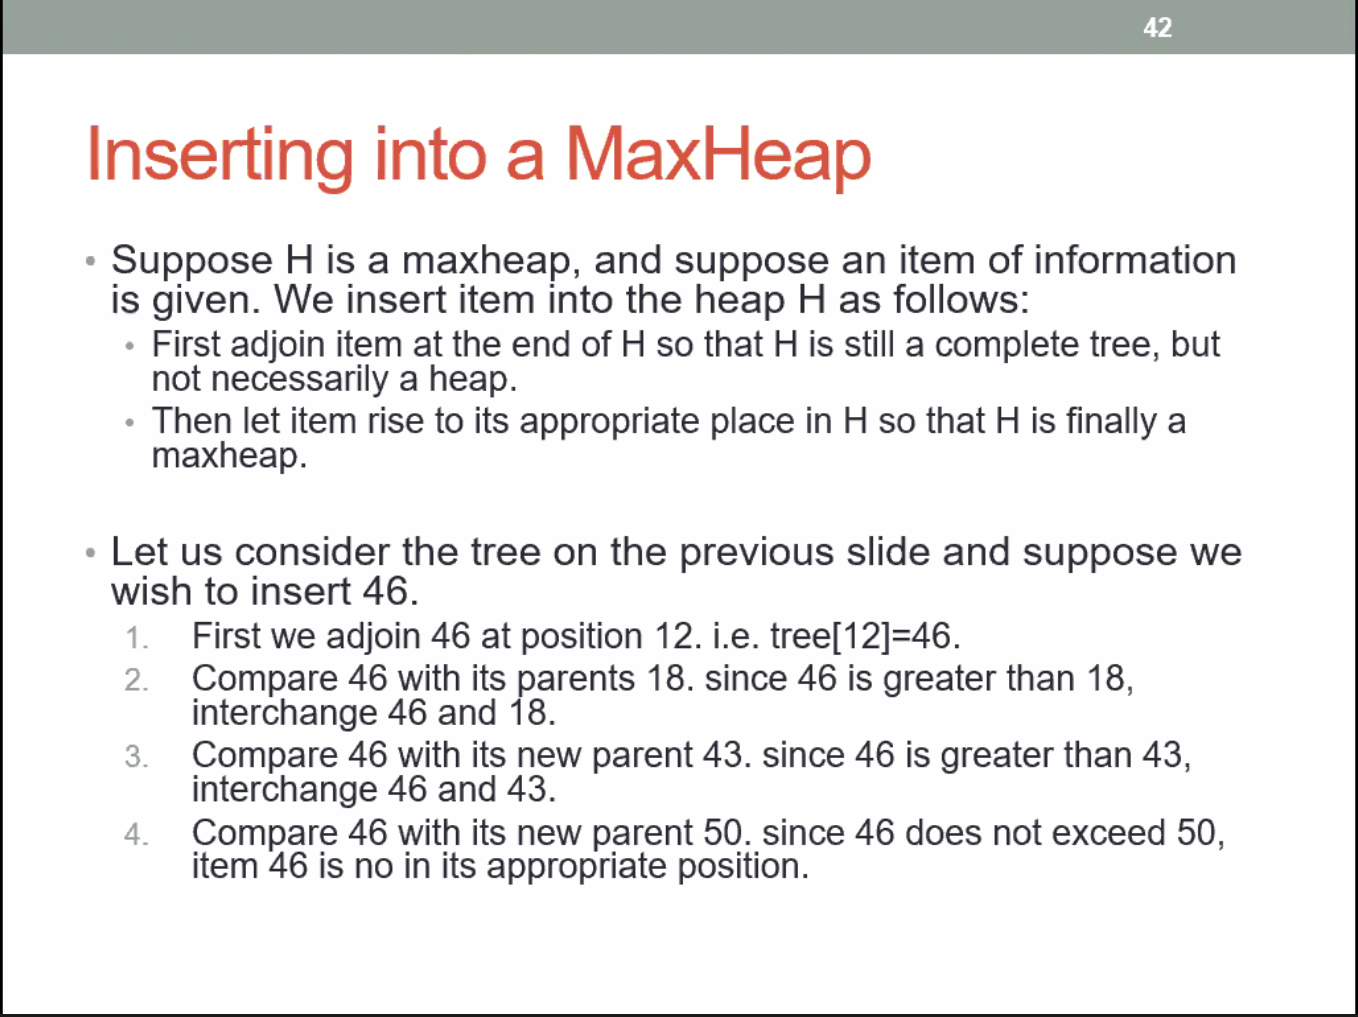 42
Inserting into a MaxHeap
• Suppose H is a maxheap, and suppose an item of information
is given. We insert item into the heap H as follows:
• First adjoin item at the end of H so that H is still a complete tree, but
not necessarily a heap.
• Then let item rise to its appropriate place in H so that H is finally a
maxheap.
• Let us consider the tree on the previous slide and suppose we
wish to insert 46.
1. First we adjoin 46 at position 12. i.e. tree[12]=46.
2. Compare 46 with its parents 18. since 46 is greater than 18,
interchange 46 and 18.
3. Compare 46 with its new parent 43. since 46 is greater than 43,
interchange 46 and 43.
4. Compare 46 with its new parent 50. since 46 does not exceed 50,
item 46 is no in its appropriate position.